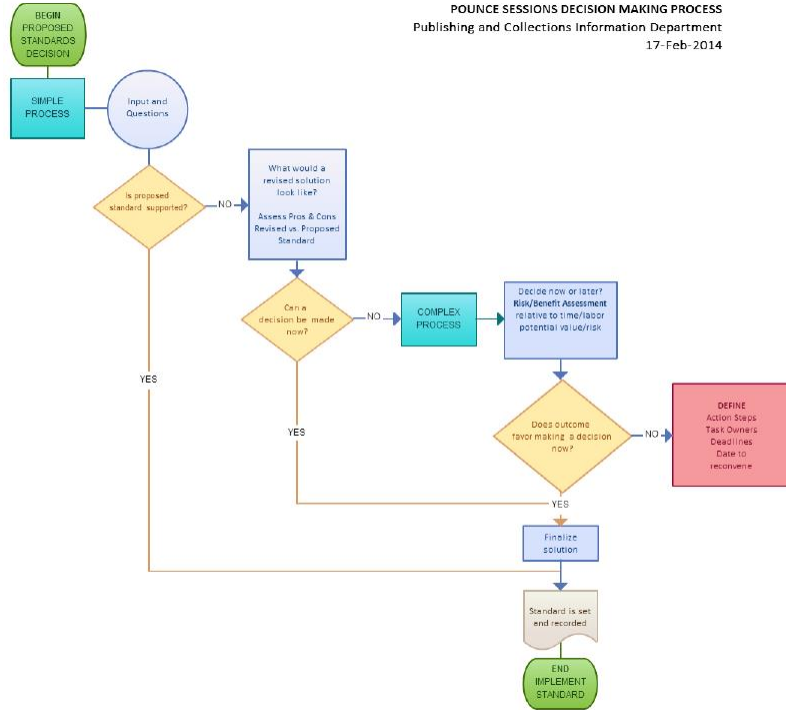 POUNCE SESSIONS DECISION MAKING PROCESS
Publishing and Collections Information Department
17-Feb-2014
BEGIN
PROPOSED
STANDARDS
DECISION
SIMPLE
PROCESS
Input and
Questions
Is proposed
standard supported?
NO
What would a
revised solution
look like?
Assess Pros & Cons
Revised vs. Proposed
Standard
Can a
decision be made
now?
NO
COMPLEX
PROCESS
Decide now or later?
Risk/Benefit Assessment
relative to time/labor
potential value/risk
YES
YES
Does outcome
favor making a decision
now?
NO
DEFINE
Action Steps
Task Owners
Deadlines
Date to
reconvene
YES
Finalize
solution
Standard is set
and recorded
END
IMPLEMENT
STANDARD